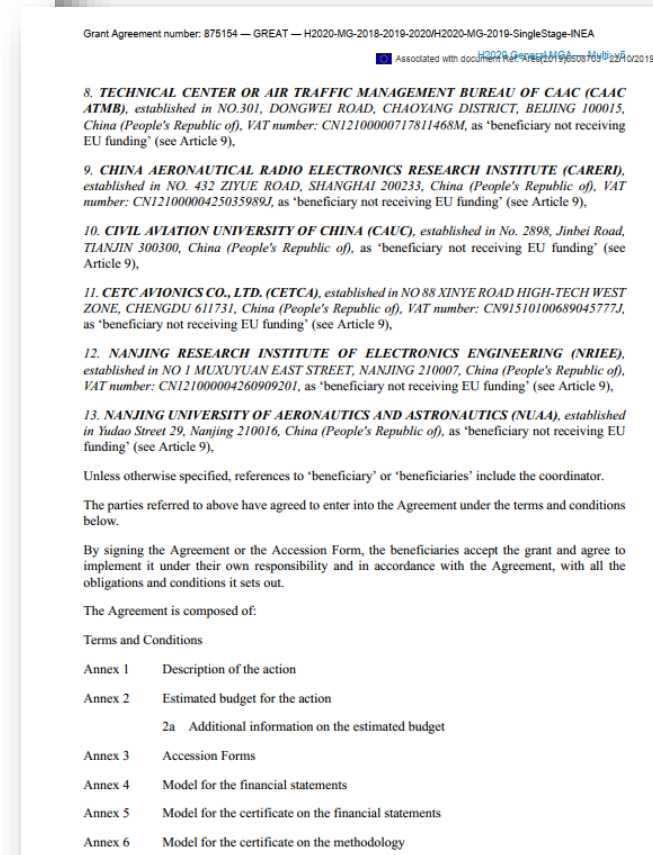 Grant Agreement number: 875154 — GREAT — H2020-MG-2018-2019-2020/H2020-MG-2019-SingleStage-INEA
H2020 General MGA — Multi - v5
Associated with document Ref. Ares(2019)6508703 - 22/10/2019
8. TECHNICAL CENTER OR AIR TRAFFIC MANAGEMENT BUREAU OF CAAC (CAAC
ATMB), established in NO.301, DONGWEI ROAD, CHAOYANG DISTRICT, BEIJING 100015,
China (People's Republic of), VAT number: CN12100000717811468M, as ‘beneficiary not receiving
EU funding’ (see Article 9),
9. CHINA AERONAUTICAL RADIO ELECTRONICS RESEARCH INSTITUTE (CARERI),
established in NO. 432 ZIYUE ROAD, SHANGHAI 200233, China (People's Republic of), VAT
number: CN12100000425035989J, as ‘beneficiary not receiving EU funding’ (see Article 9),
10. CIVIL AVIATION UNIVERSITY OF CHINA (CAUC), established in No. 2898, Jinbei Road,
TIANJIN 300300, China (People's Republic of), as ‘beneficiary not receiving EU funding’ (see
Article 9),
11. CETC AVIONICS CO., LTD. (CETCA), established in NO 88 XINYE ROAD HIGH-TECH WEST
ZONE, CHENGDU 611731, China (People's Republic of), VAT number: CN91510100689045777J,
as ‘beneficiary not receiving EU funding’ (see Article 9),
12. NANJING RESEARCH INSTITUTE OF ELECTRONICS ENGINEERING (NRIEE),
established in NO 1 MUXUYUAN EAST STREET, NANJING 210007, China (People's Republic of),
VAT number: CN121000004260909201, as ‘beneficiary not receiving EU funding’ (see Article 9),
13. NANJING UNIVERSITY OF AERONAUTICS AND ASTRONAUTICS (NUAA), established
in Yudao Street 29, Nanjing 210016, China (People's Republic of), as ‘beneficiary not receiving EU
funding’ (see Article 9),
Unless otherwise specified, references to ‘beneficiary’ or ‘beneficiaries’ include the coordinator.
The parties referred to above have agreed to enter into the Agreement under the terms and conditions
below.
By signing the Agreement or the Accession Form, the beneficiaries accept the grant and agree to
implement it under their own responsibility and in accordance with the Agreement, with all the
obligations and conditions it sets out.
The Agreement is composed of:
Terms and Conditions
Annex 1 Description of the action
Annex 2 Estimated budget for the action
2a Additional information on the estimated budget
Annex 3 Accession Forms
Annex 4 Model for the financial statements
Annex 5 Model for the certificate on the financial statements
Annex 6 Model for the certificate on the methodology